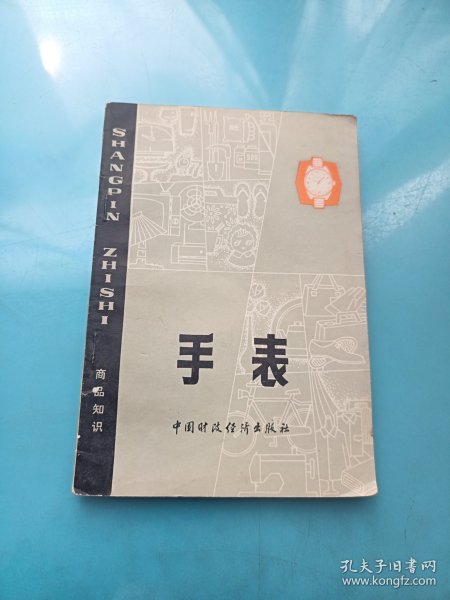 SHANGPIN ZHISHI
商品知识
手表
中国财政经济出版社
孔夫子旧书网
www.kongfz.com